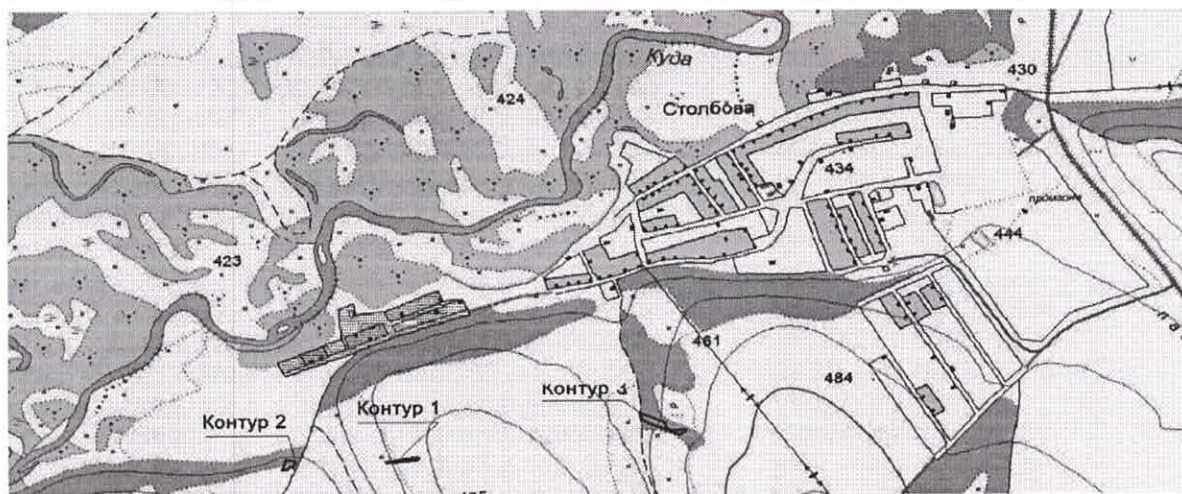 Куда
430
424
Столбова
434
промзона
444
423
461
484
Контур 3
Контур 1
Контур 2